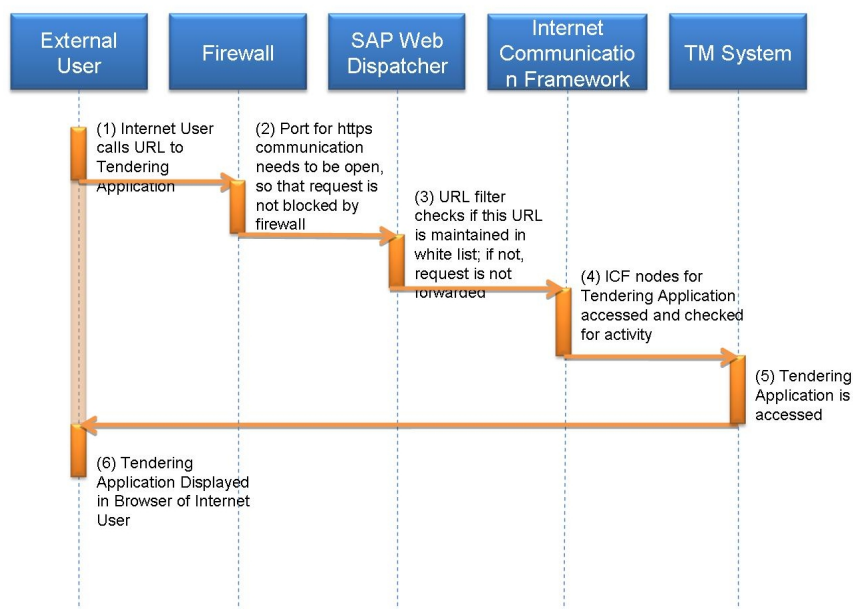 External
User
Firewall
SAP Web
Dispatcher
Internet
Communicatio
n Framework
TM System
(1) Internet User
calls URL to
Tendering
Application
(2) Port for https
communication
needs to be open,
so that request is
not blocked by
firewall
(3) URL filter
checks if this URL
is maintained in
white list; if not,
request is not
forwarded
(4) ICF nodes for
Tendering Application
accessed and checked
for activity
(5) Tendering
Application is
accessed
(6) Tendering
Application Displayed
in Browser of Internet
User